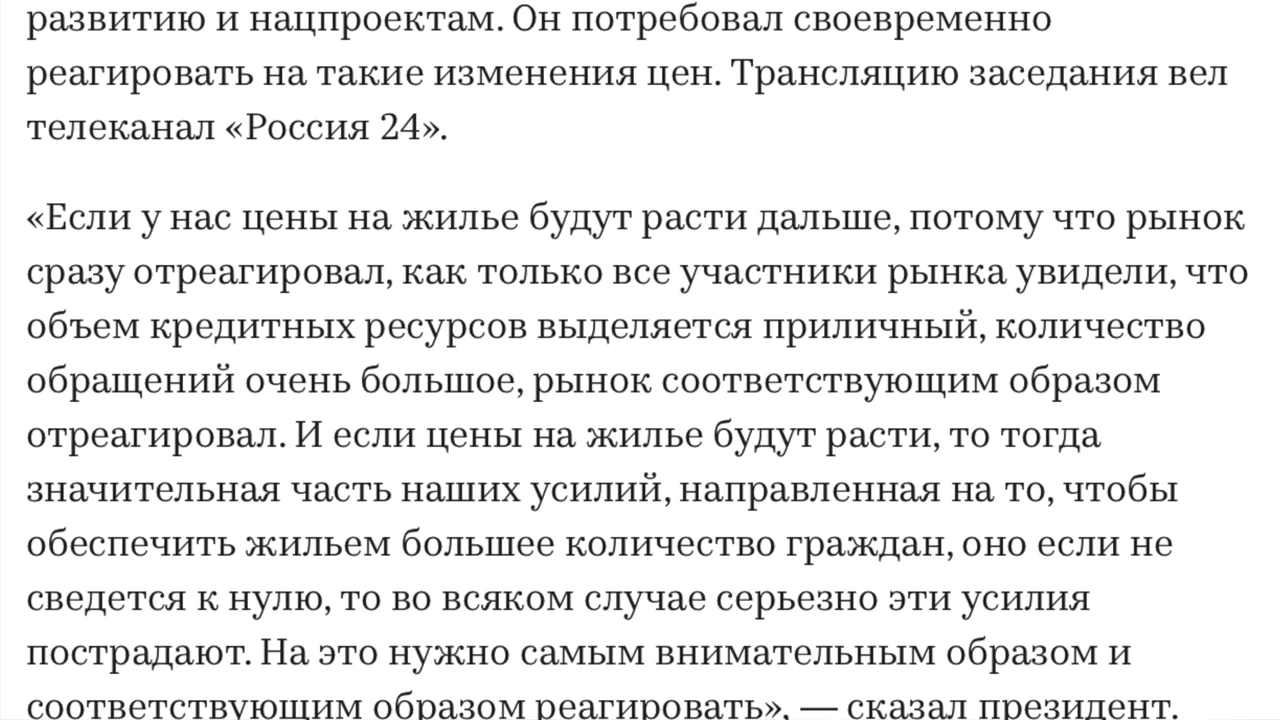 развитию и нацпроектам. Он потребовал своевременно
реагировать на такие изменения цен. Трансляцию заседания вел
телеканал «Россия 24».
«Если у нас цены на жилье будут расти дальше, потому что рынок
сразу отреагировал, как только все участники рынка увидели, что
объем кредитных ресурсов выделяется приличный, количество
обращений очень большое, рынок соответствующим образом
отреагировал. И если цены на жилье будут расти, то тогда
значительная часть наших усилий, направленная на то, чтобы
обеспечить жильем большее количество граждан, оно если не
сведется к нулю, то во всяком случае серьезно эти усилия
пострадают. На это нужно самым внимательным образом и
соответствующим образом реагировать», — сказал президент.